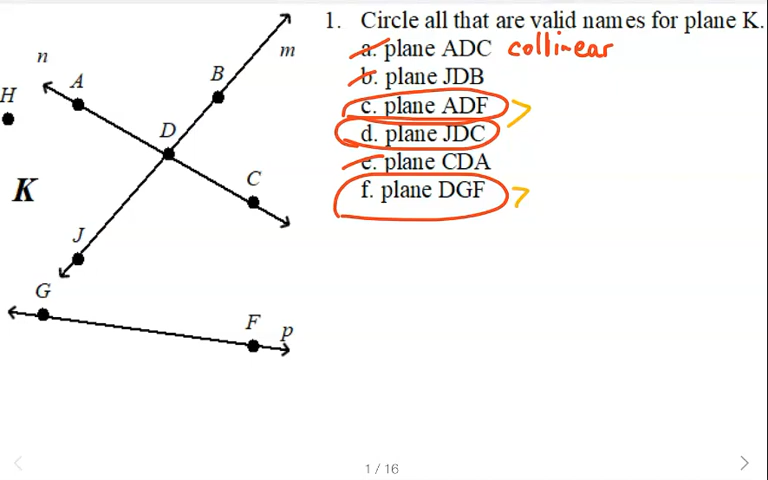 1. Circle all that are valid names for plane K.
a. plane ADC collinear
b. plane JDB
c. plane ADF
d. plane JDC
e. plane CDA
f. plane DGF
n
m
A
B
H
D
K
C
J
G
F
p
1 / 16